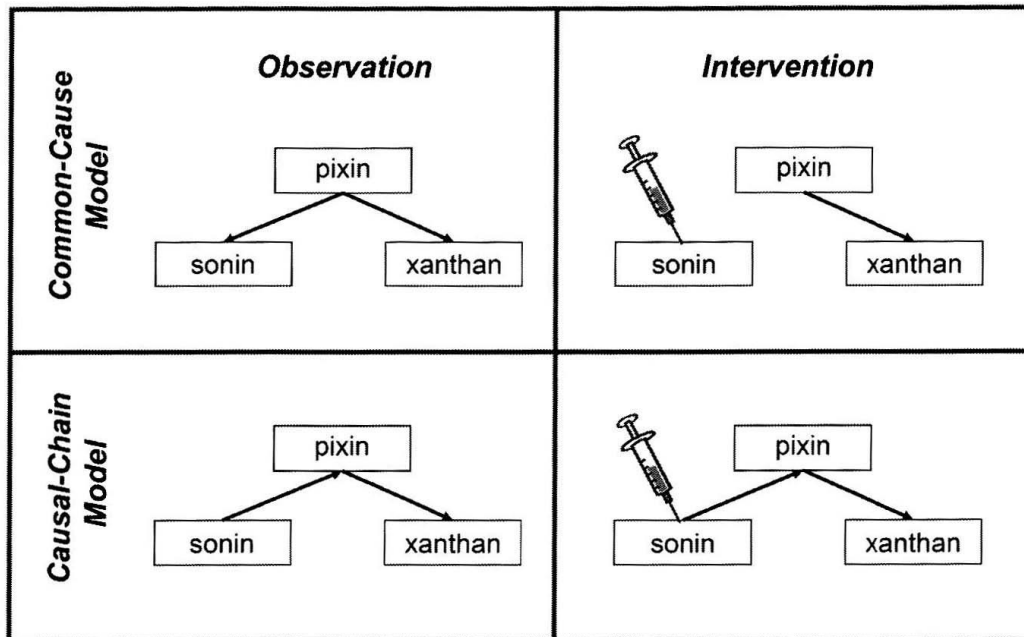 Observation
Intervention
Common-Cause
Model
pixin
sonin
xanthan
pixin
sonin
xanthan
Causal-Chain
Model
pixin
sonin
xanthan
pixin
sonin
xanthan